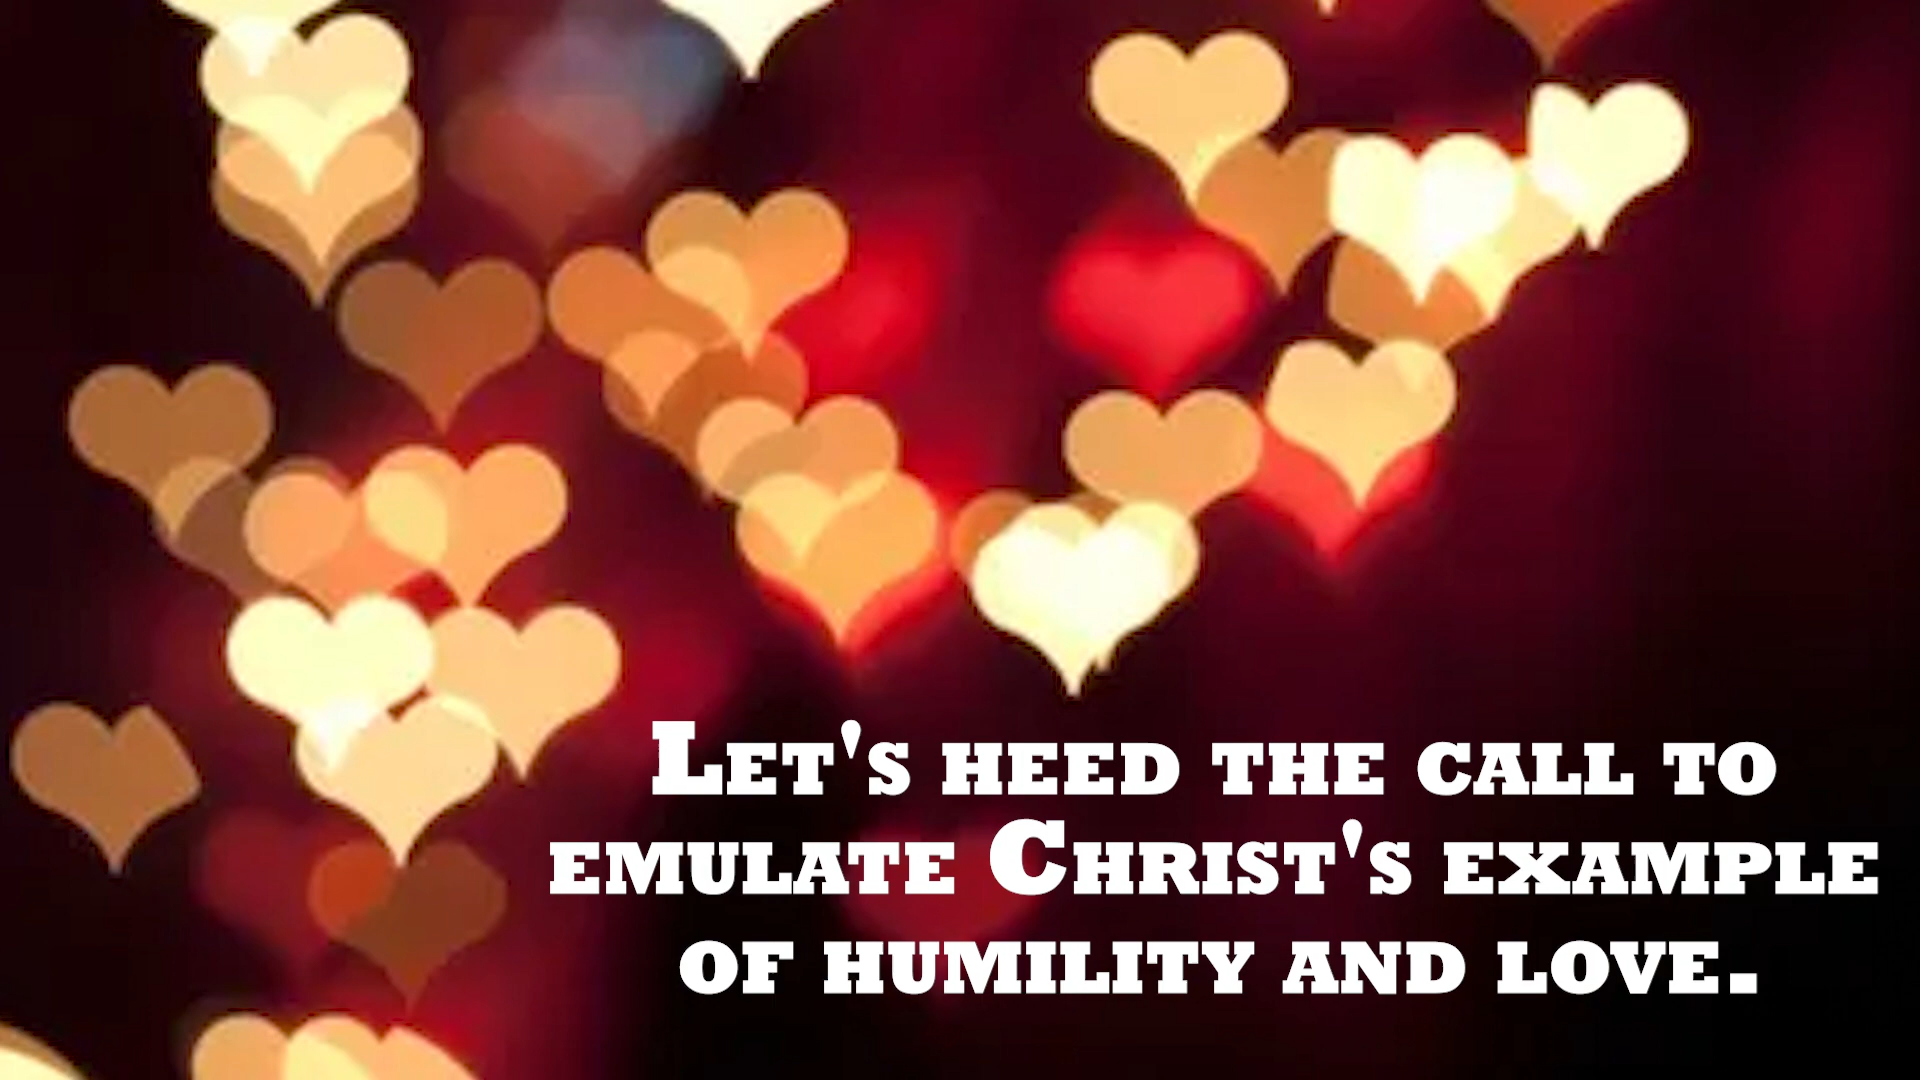 Let's heed the call to
emulate Christ's example
of humility and love.